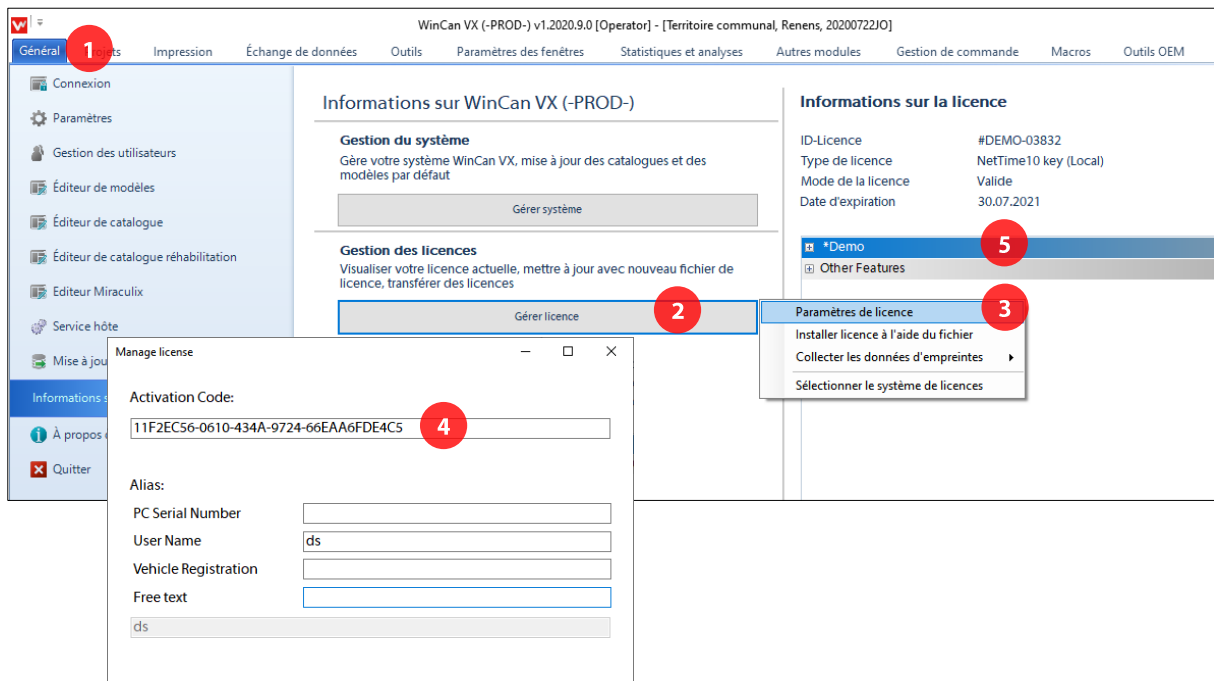 WinCan VX (-PROD-) v1.2020.9.0 [Operator] - [Territoire communal, Renens, 20200722JO]
Général 1 Projets Impression Échange de données Outils Paramètres des fenêtres Statistiques et analyses Autres modules Gestion de commande Macros Outils OEM
Connexion
Paramètres
Gestion des utilisateurs
Éditeur de modèles
Éditeur de catalogue
Éditeur de catalogue réhabilitation
Editeur Miraculix
Service hôte
Mise à jou
Informations s
À propos
Quitter
Informations sur WinCan VX (-PROD-)
Gestion du système
Gère votre système WinCan VX, mise à jour des catalogues et des
modèles par défaut
Gérer système
Gestion des licences
Visualiser votre licence actuelle, mettre à jour avec nouveau fichier de
licence, transférer des licences
Gérer licence 2
Paramètres de licence 3
Installer licence à l'aide du fichier
Collecter les données d'empreintes
Sélectionner le système de licences
Informations sur la licence
ID-Licence #DEMO-03832
Type de licence NetTime10 key (Local)
Mode de la licence Valide
Date d'expiration 30.07.2021
*Demo 5
Other Features
Manage license
Activation Code:
11F2EC56-0610-434A-9724-66EAA6FDE4C5 4
Alias:
PC Serial Number
User Name ds
Vehicle Registration
Free text
ds